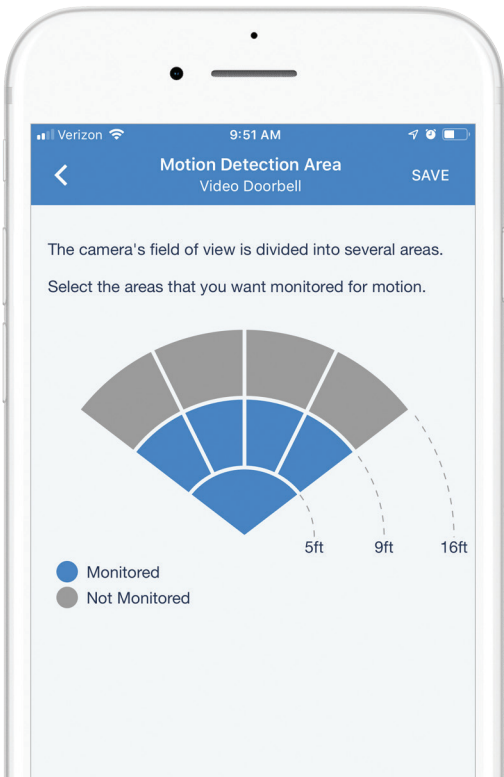 Verizon 9:51 AM
Motion Detection Area
Video Doorbell
SAVE
The camera's field of view is divided into several areas.
Select the areas that you want monitored for motion.
5ft 9ft 16ft
Monitored
Not Monitored